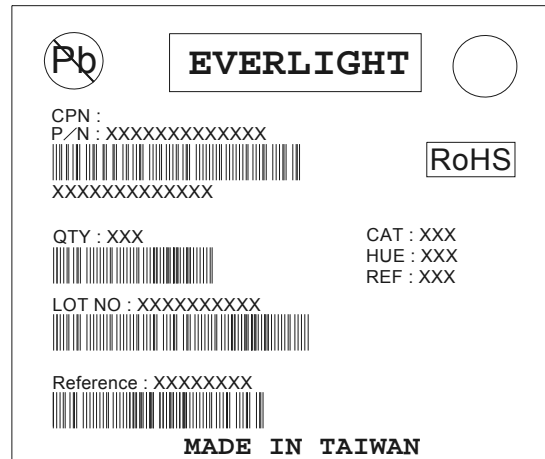 Pb
EVERLIGHT
CPN :
P/N : XXXXXXXXXXXXX
RoHS
XXXXXXXXXXXXX
QTY : XXX
CAT : XXX
HUE : XXX
REF : XXX
LOT NO : XXXXXXXXXX
Reference : XXXXXXXX
MADE IN TAIWAN